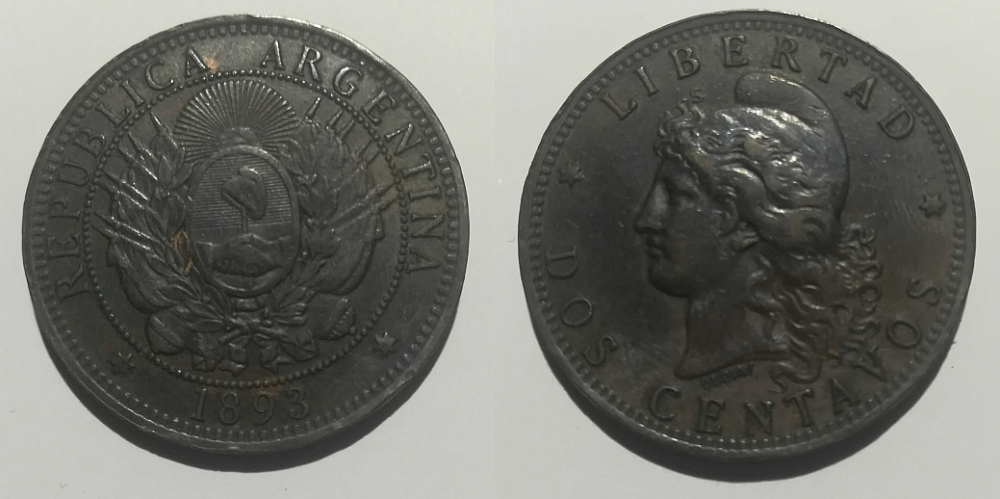 REPUBLICA ARGENTINA
1893
LIBERTAD
DOS CENTAVOS